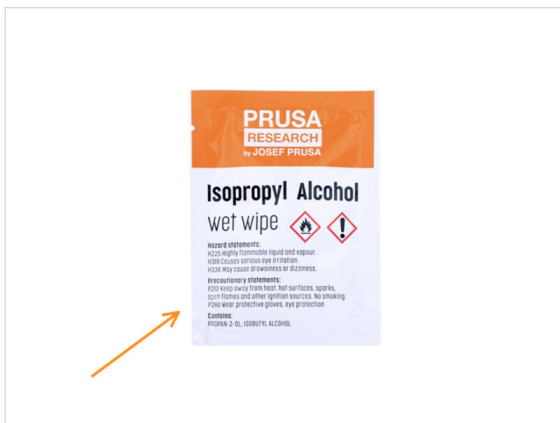 PRUSA
RESEARCH
by JOSEF PRUSA
Isopropyl Alcohol
wet wipe
Hazard statements:
H225 Highly flammable liquid and vapour.
H319 Causes serious eye irritation.
H336 May cause drowsiness or dizziness.
Precautionary statements:
P210 Keep away from heat, hot surfaces, sparks,
open flames and other ignition sources. No smoking.
P280 Wear protective gloves, eye protection
Contains:
PROPAN-2-OL, ISOBUTYL ALCOHOL